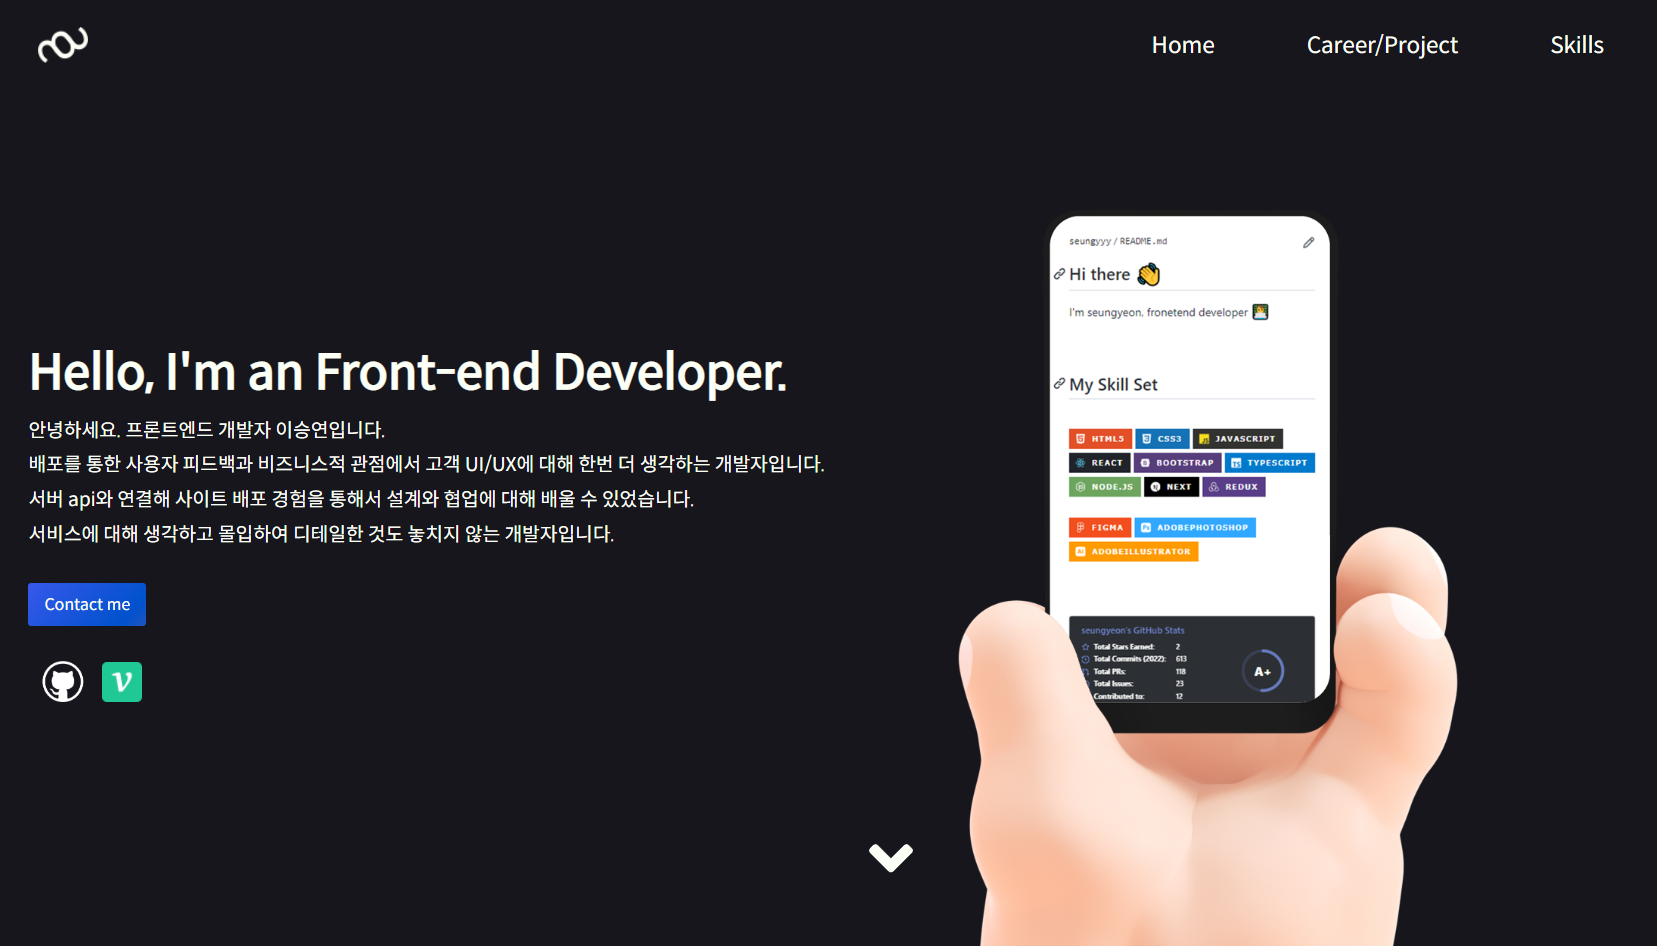 Home
Career/Project
Skills
Hello, I'm an Front-end Developer.
안녕하세요. 프론트엔드 개발자 이승연입니다.
배포를 통한 사용자 피드백과 비즈니스적 관점에서 고객 UI/UX에 대해 한번 더 생각하는 개발자입니다.
서버 api와 연결해 사이트 배포 경험을 통해서 설계와 협업에 대해 배울 수 있었습니다.
서비스에 대해 생각하고 몰입하여 디테일한 것도 놓치지 않는 개발자입니다.
Contact me
seungyyy / README.md
Hi there 👋
I'm seungyeon, fronetend developer
My Skill Set
HTML5 CSS3 JAVASCRIPT
REACT BOOTSTRAP TYPESCRIPT
NODE.JS NEXT REDUX
FIGMA ADOBEPHOTOSHOP
ADOBEILLUSTRATOR
seungyeon's GitHub Stats
Total Stars Earned: 2
Total Commits (2022): 613
Total PRs: 118
Total Issues: 23
Contributed to: 12
A+